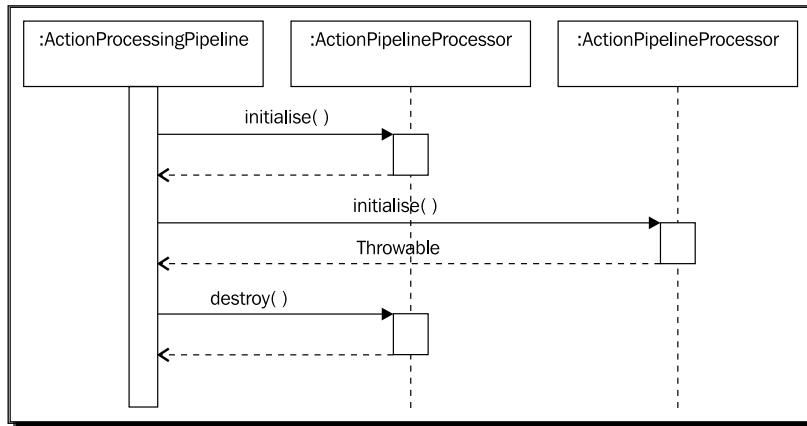 :ActionProcessingPipeline
:ActionPipelineProcessor
:ActionPipelineProcessor
initialise( )
initialise( )
Throwable
destroy( )